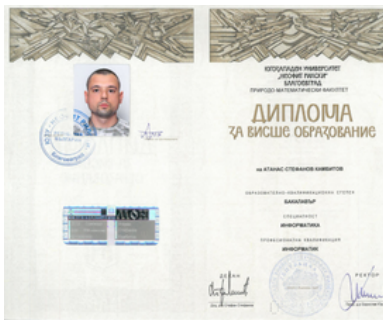 ЮГОЗАПАДЕН УНИВЕРСИТЕТ
"НЕОФИТ РИЛСКИ"
БЛАГОЕВГРАД
ПРИРОДО-МАТЕМАТИЧЕСКИ ФАКУЛТЕТ
ДИПЛОМА
ЗА ВИСШЕ ОБРАЗОВАНИЕ
на АТАНАС СТЕФАНОВ
ОБРАЗОВАТЕЛНО-КВАЛИФИКАЦИОННА СТЕПЕН
БАКАЛАВЪР
СПЕЦИАЛНОСТ
ИНФОРМАТИКА
ПРОФЕСИОНАЛНА КВАЛИФИКАЦИЯ
ИНФОРМАТИК
ДЕКАН
РЕКТОР